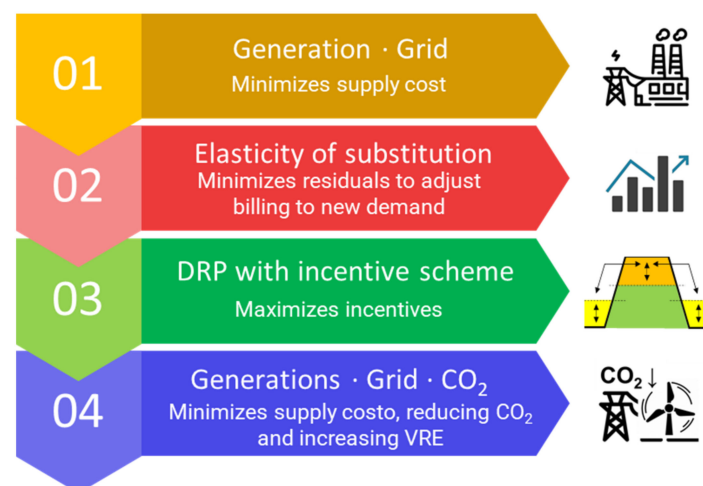 01
Generation · Grid
Minimizes supply cost
02
Elasticity of substitution
Minimizes residuals to adjust
billing to new demand
03
DRP with incentive scheme
Maximizes incentives
04
Generations · Grid · CO₂
Minimizes supply costo, reducing CO₂
and increasing VRE
CO₂↓